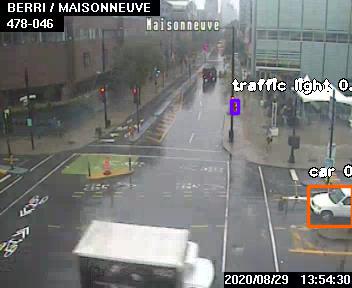 BERRI / MAISONNEUVE
478-046
Maisonneuve
traffic light 0.
car 0
2020/08/29 13:54:30